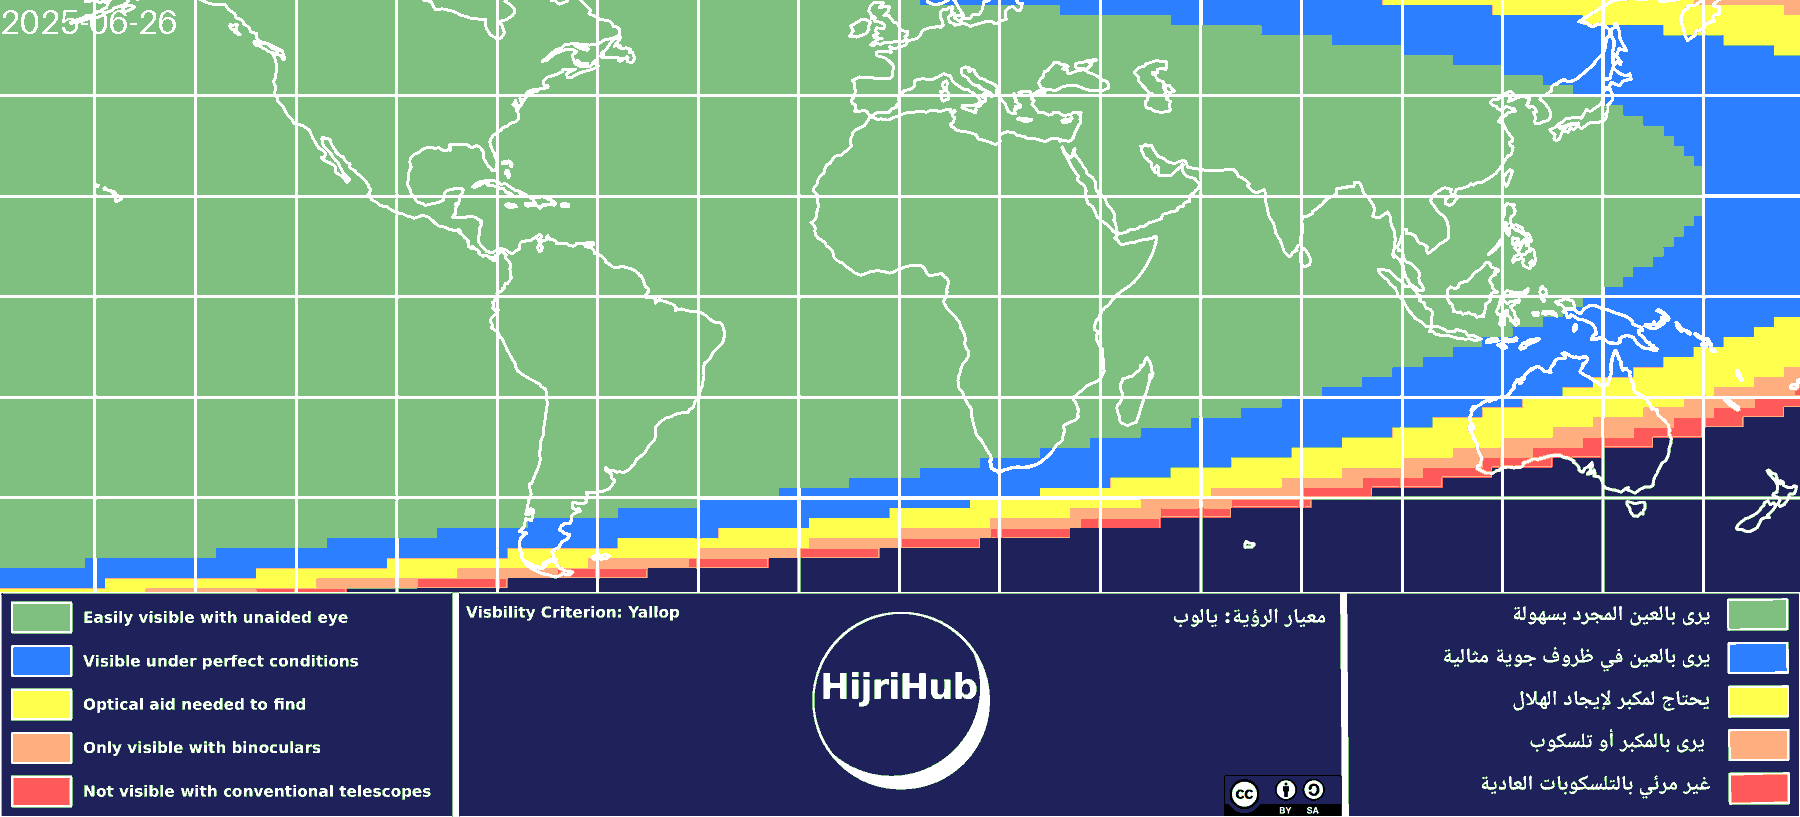 2025-06-26
Easily visible with unaided eye
Visible under perfect conditions
Optical aid needed to find
Only visible with binoculars
Not visible with conventional telescopes
Visbility Criterion: Yallop
HijriHub
معيار الرؤية: يالوب
cc
BY SA
يرى بالعين المجرد بسهولة
يرى بالعين في ظروف جوية مثالية
يحتاج لمكبر لإيجاد الهلال
يرى بالمكبر أو تلسكوب
غير مرئي بالتلسكوبات العادية